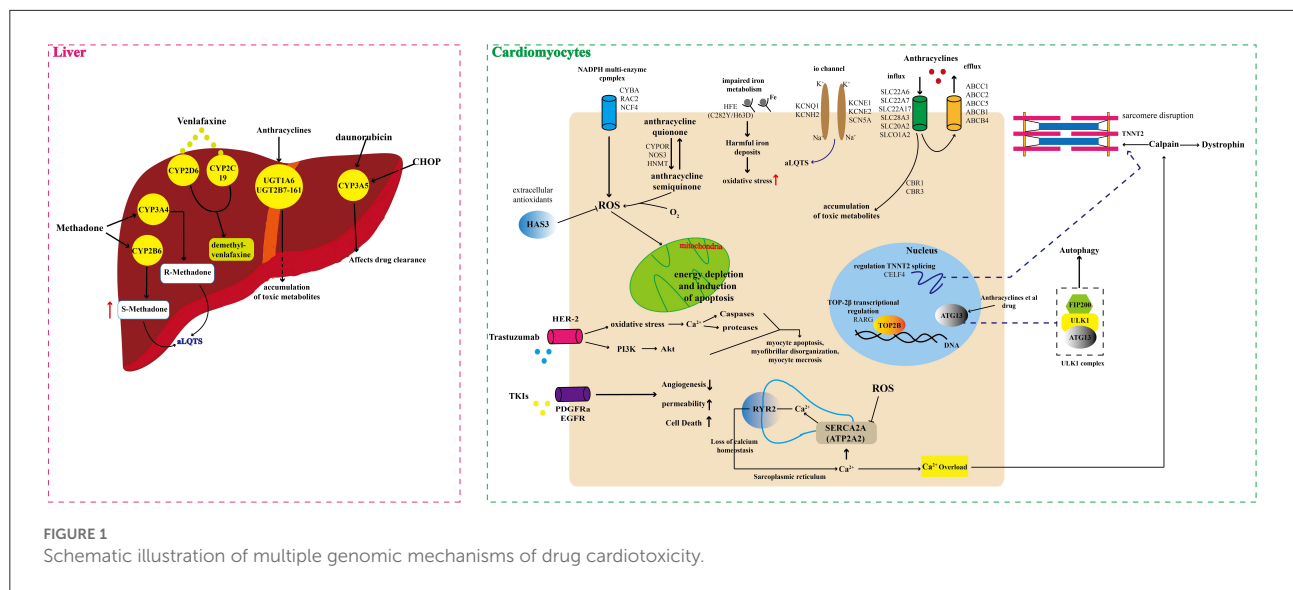 Liver
Venlafaxine
Anthracyclines
daunorabicin
CHOP
CYP2D6
CYP2C
19
UGT1A6
UGT2B7-161
CYP3A5
CYP3A4
Methadone
CYP2B6
demethyl-
venlafaxine
R-Methadone
Affects drug clearance
accumulation
of toxic metabolites
S-Methadone
aLQTS
Cardiomyocytes
NADPH multi-enzyme
cpmplex
CYBA
RAC2
NCF4
impaired iron
metabolism
Fe
HFE
(C282Y/H63D)
Harmful iron
deposits
oxidative stress
io channel
K⁺
K⁺
KCNQ1
KCNH2
KCNE1
KCNE2
SCN5A
Na⁺
Na⁺
aLQTS
Anthracyclines
influx
efflux
SLC22A6
SLC22A7
SLC22A17
SLC28A3
SLC20A2
SLCO1A2
ABCC1
ABCC2
ABCC5
ABCB1
ABCB4
CBR1
CBR3
accumulation
of toxic metabolites
sarcomere disruption
TNNT2
Calpain
Dystrophin
anthracycline
quionone
CYPOR
NOS3
HNMT
anthracycline
semiquinone
O₂
extracellular
antioxidants
HAS3
ROS
mitochondria
energy depletion
and induction
of apoptosis
Nucleus
regulation TNNT2 splicing
CELF4
TOP-2β transcriptional
regulation
RARG
TOP2B
DNA
ATG13
Anthracyclines et al
drug
Autophagy
FIP200
ULK1
ATG13
ULK1 complex
HER-2
Trastuzumab
oxidative stress
Ca²⁺
Caspases
proteases
PI3K
Akt
myocyte apoptosis,
myofibrillar disorganization,
myocyte mecrosis
TKIs
PDGFRa
EGFR
Angiogenesis
permeability
Cell Death
ROS
RYR2
Ca²⁺
SERCA2A
(ATP2A2)
Loss of calcium
homeostasis
Sarcoplasmic reticulum
Ca²⁺
Ca²⁺ Overload
FIGURE 1
Schematic illustration of multiple genomic mechanisms of drug cardiotoxicity.